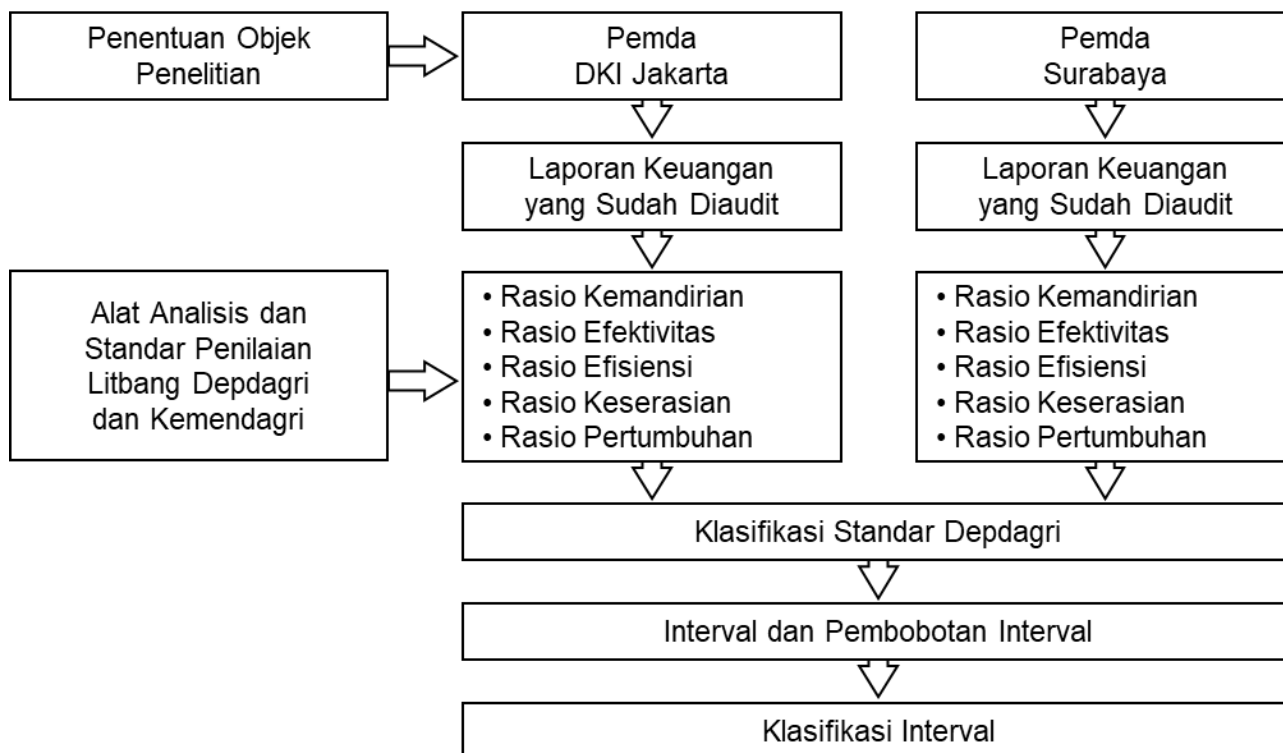 Penentuan Objek
Penelitian
Pemda
DKI Jakarta
Pemda
Surabaya
Laporan Keuangan
yang Sudah Diaudit
Laporan Keuangan
yang Sudah Diaudit
Alat Analisis dan
Standar Penilaian
Litbang Depdagri
dan Kemendagri
• Rasio Kemandirian
• Rasio Efektivitas
• Rasio Efisiensi
• Rasio Keserasian
• Rasio Pertumbuhan
• Rasio Kemandirian
• Rasio Efektivitas
• Rasio Efisiensi
• Rasio Keserasian
• Rasio Pertumbuhan
Klasifikasi Standar Depdagri
Interval dan Pembobotan Interval
Klasifikasi Interval